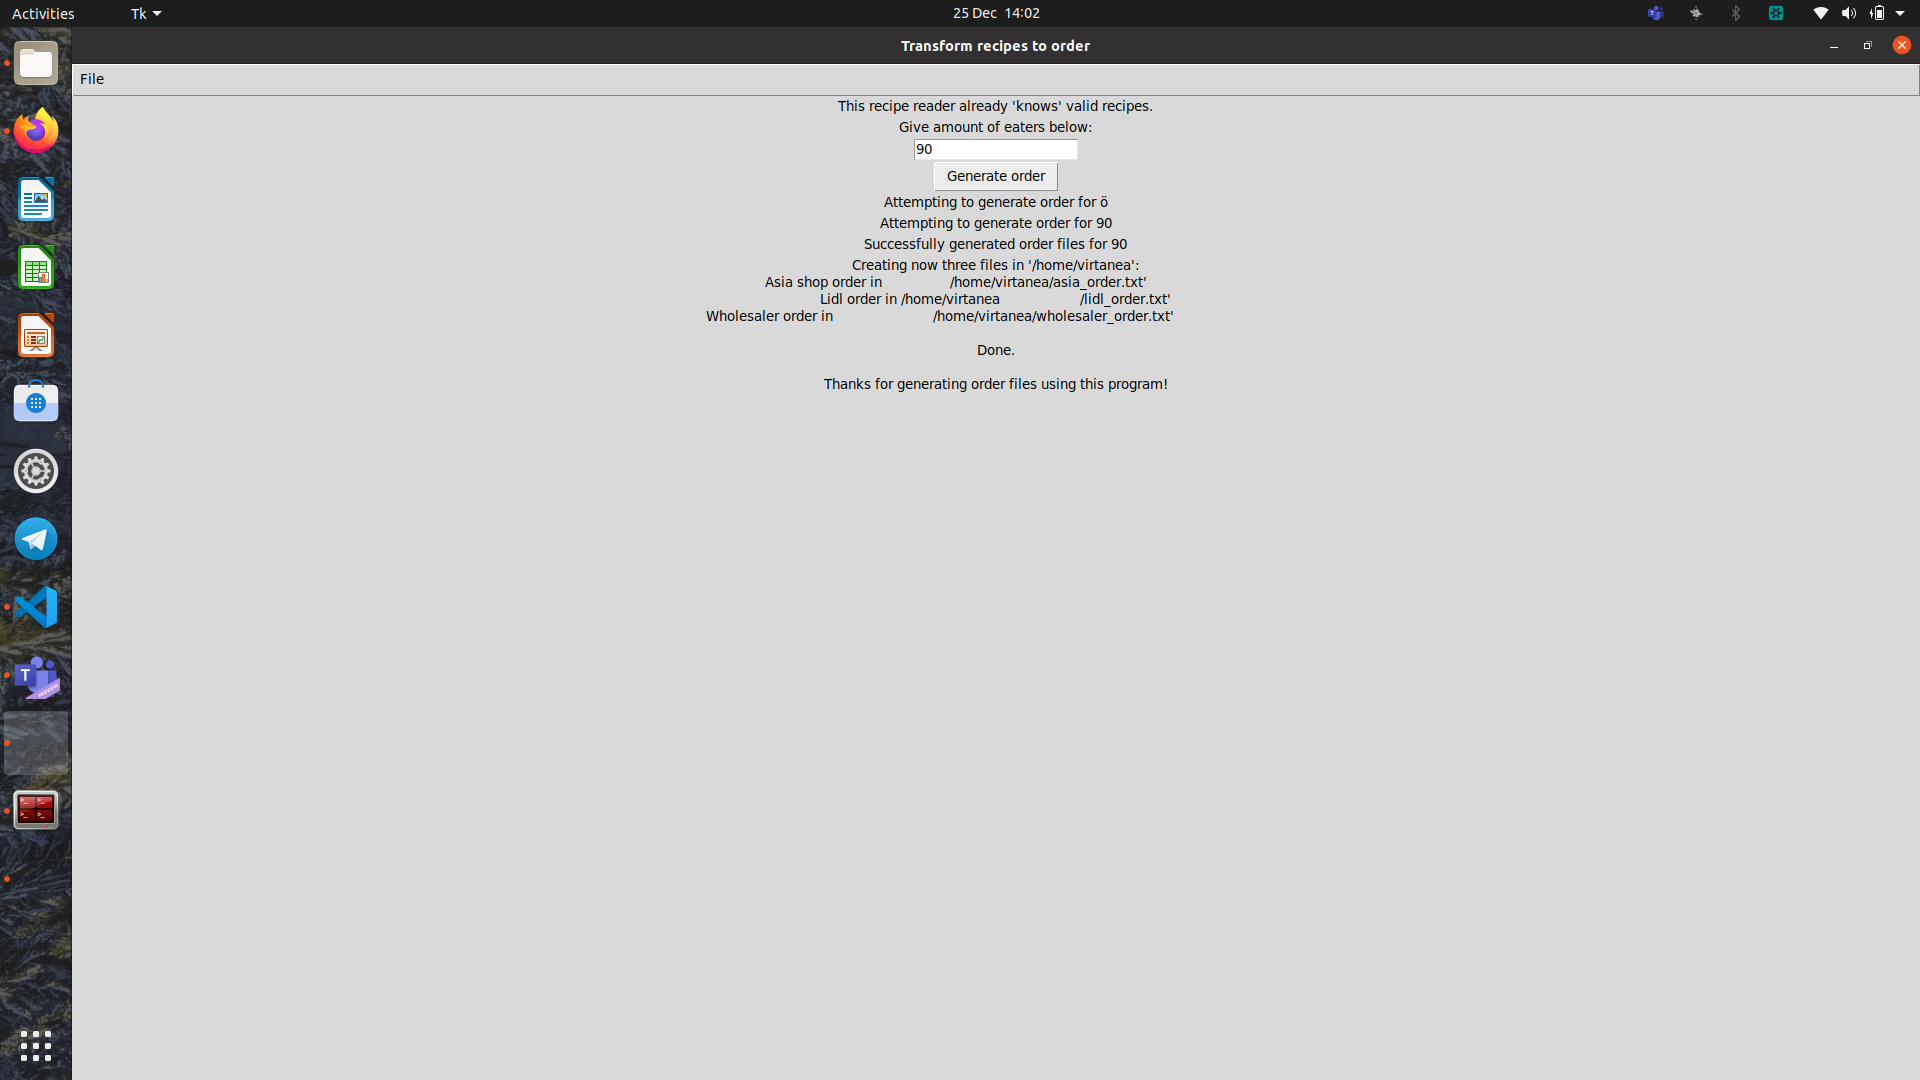 Activities Tk 25 Dec 14:02
Transform recipes to order
File
This recipe reader already 'knows' valid recipes.
Give amount of eaters below:
90
Generate order
Attempting to generate order for ö
Attempting to generate order for 90
Successfully generated order files for 90
Creating now three files in '/home/virtanea':
Asia shop order in /home/virtanea/asia_order.txt'
Lidl order in /home/virtanea /lidl_order.txt'
Wholesaler order in /home/virtanea/wholesaler_order.txt'
Done.
Thanks for generating order files using this program!